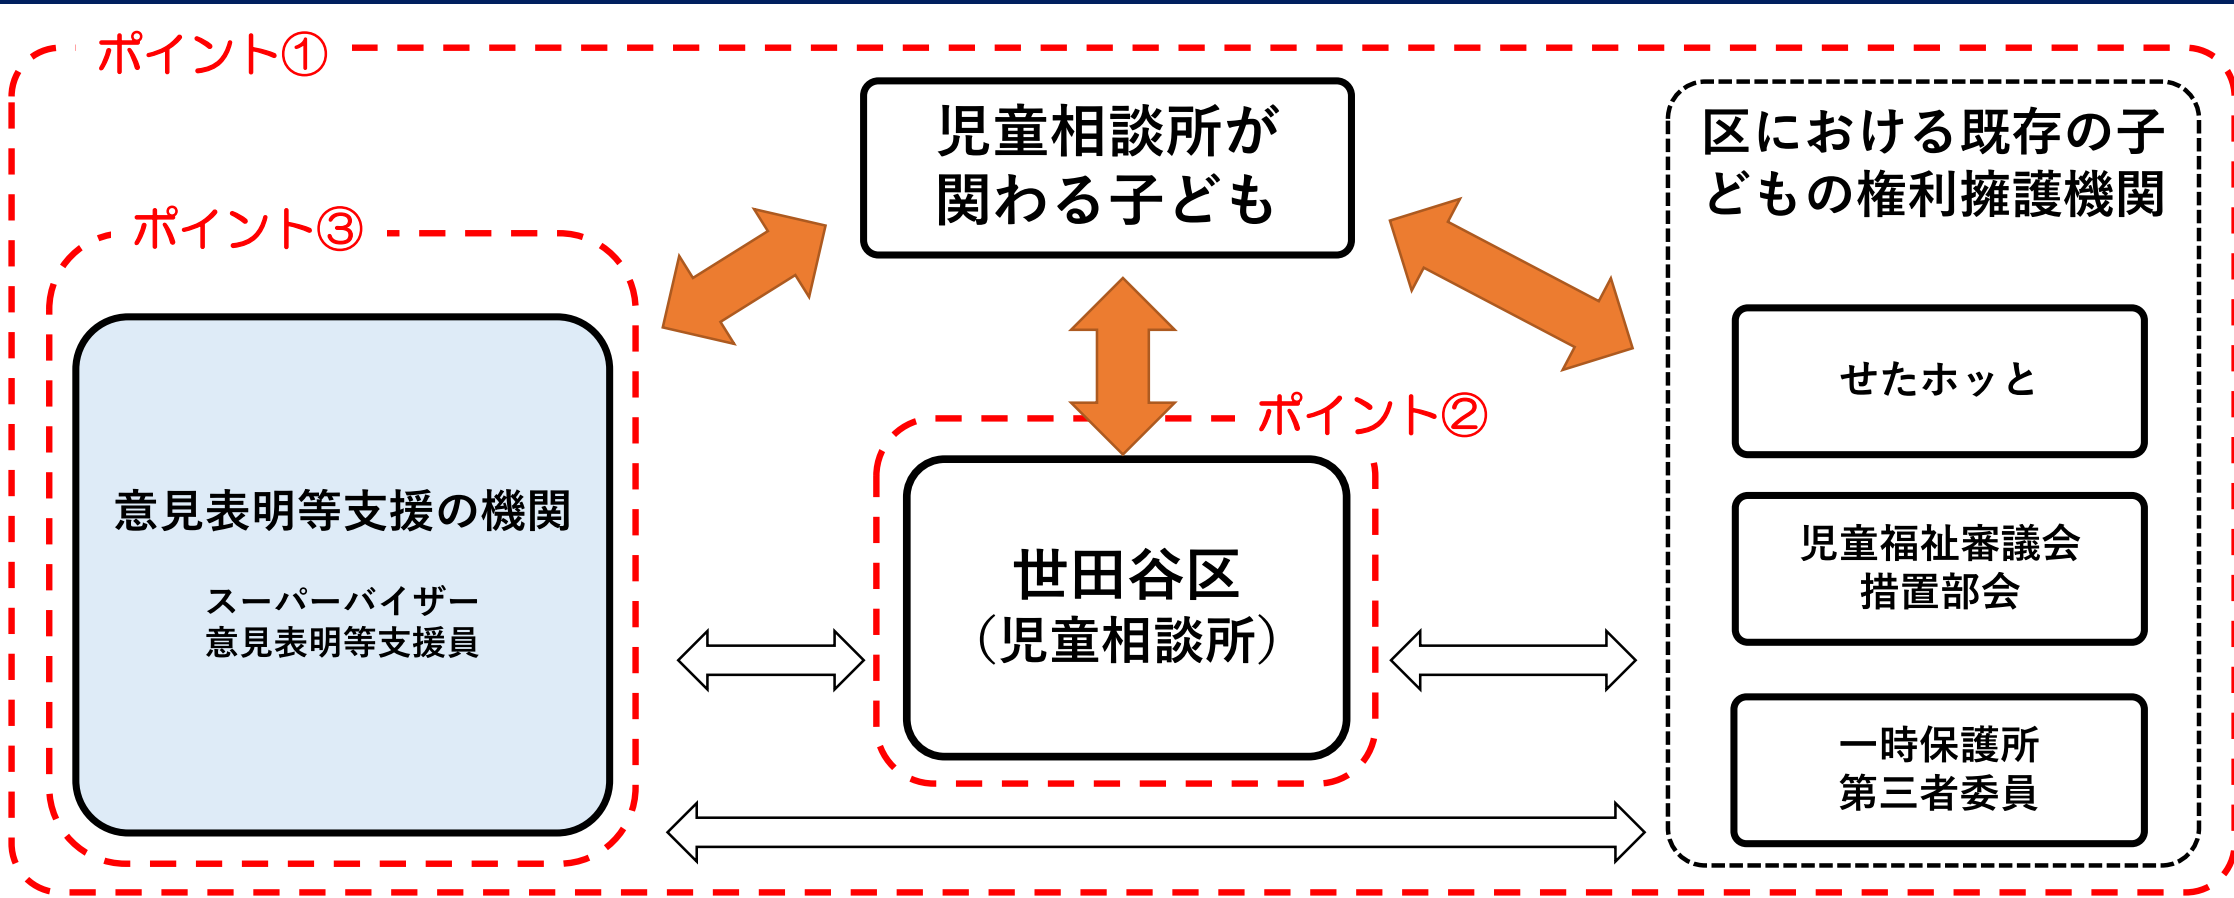 ポイント①
児童相談所が
関わる子ども
区における既存の子
どもの権利擁護機関
ポイント③
せたホッと
ポイント②
意見表明等支援の機関
スーパーバイザー
意見表明等支援員
世田谷区
（児童相談所）
児童福祉審議会
措置部会
一時保護所
第三者委員